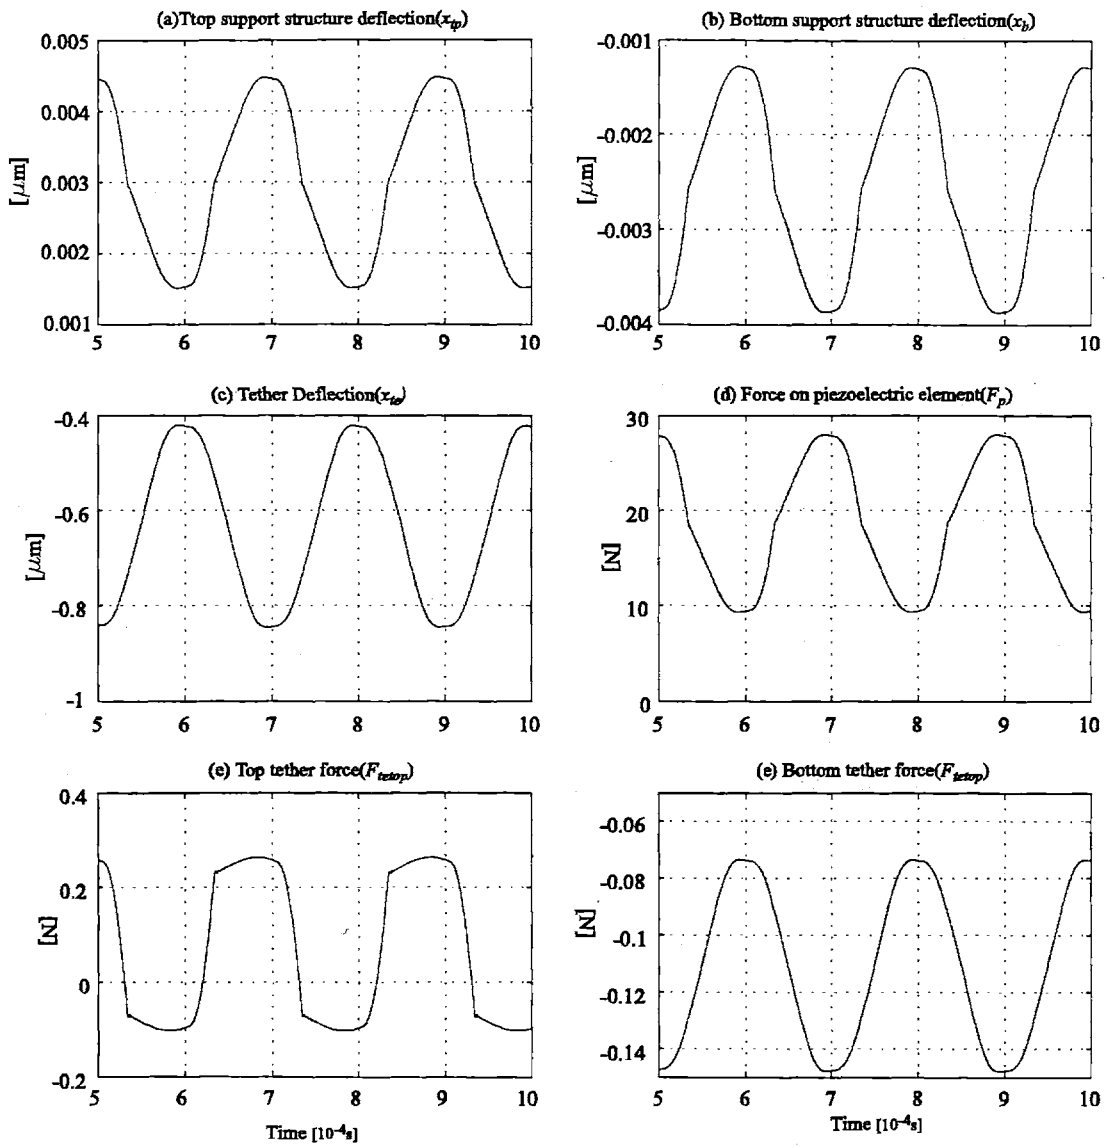 (a)Ttop support structure deflection(x_tp)
0.005
0.004
0.003
0.002
0.001
[μm]
5 6 7 8 9 10
(b) Bottom support structure deflection(x_b)
-0.001
-0.002
-0.003
-0.004
[μm]
5 6 7 8 9 10
(c) Tether Deflection(x_te)
-0.4
-0.6
-0.8
-1
[μm]
5 6 7 8 9 10
(d) Force on piezoelectric element(F_p)
30
20
10
0
[N]
5 6 7 8 9 10
(e) Top tether force(F_tetop)
0.4
0.2
0
-0.2
[N]
5 6 7 8 9 10
Time [10⁻⁴s]
(e) Bottom tether force(F_tetop)
-0.06
-0.08
-0.1
-0.12
-0.14
[N]
5 6 7 8 9 10
Time [10⁻⁴s]